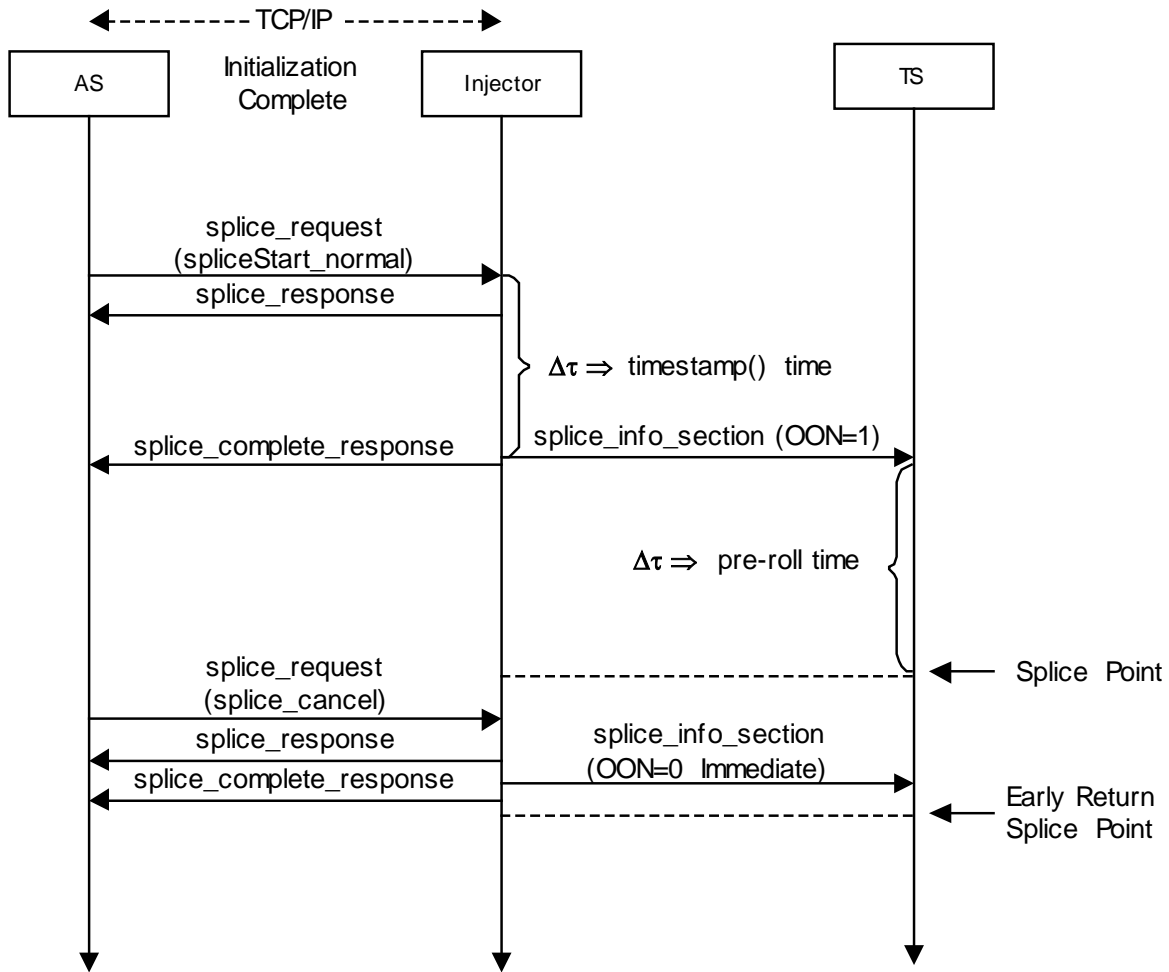 TCP/IP
AS
Initialization
Complete
Injector
TS
splice_request
(spliceStart_normal)
splice_response
Δτ ⇒ timestamp() time
splice_complete_response
splice_info_section (OON=1)
Δτ ⇒ pre-roll time
splice_request
(splice_cancel)
Splice Point
splice_response
splice_info_section
(OON=0 Immediate)
splice_complete_response
Early Return
Splice Point